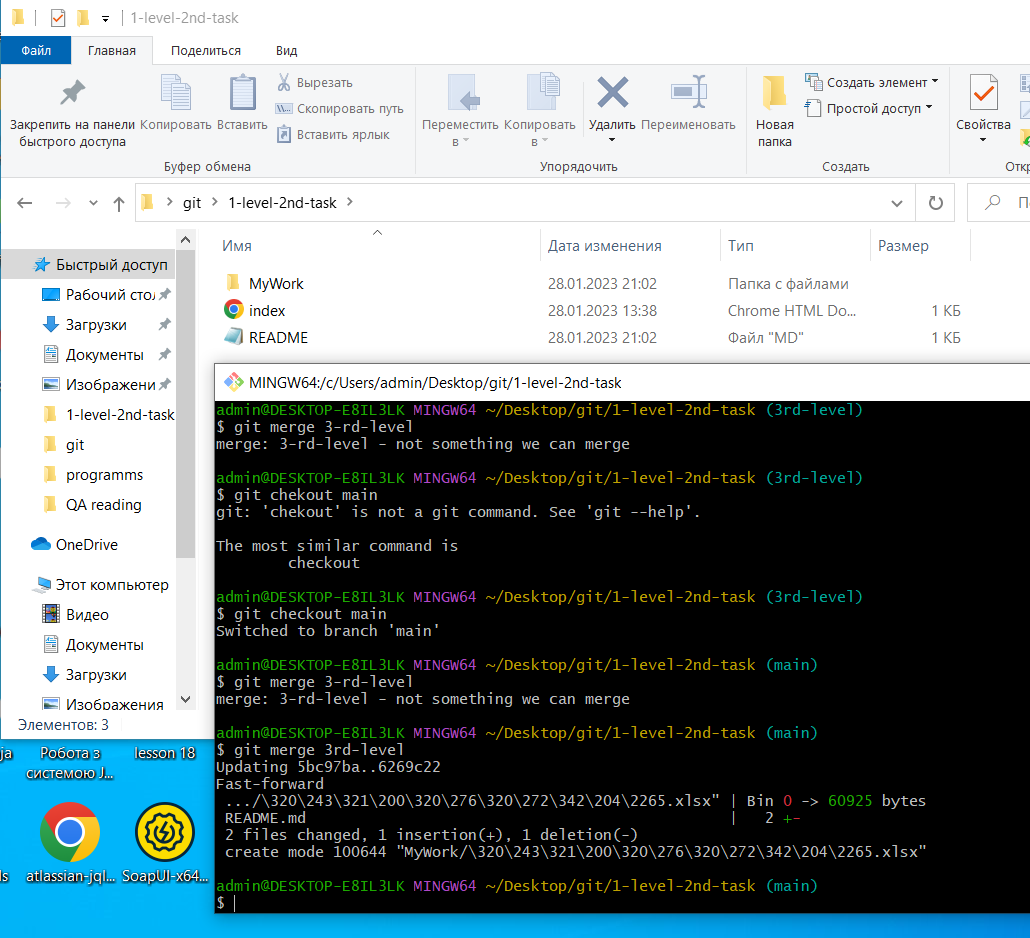 1-level-2nd-task
Файл Главная Поделиться Вид
Закрепить на панели быстрого доступа
Копировать
Вставить
Вырезать
Скопировать путь
Вставить ярлык
Буфер обмена
Переместить в
Копировать в
Удалить
Переименовать
Упорядочить
Новая папка
Создать элемент
Простой доступ
Создать
Свойства
git 1-level-2nd-task
Имя Дата изменения Тип Размер
MyWork 28.01.2023 21:02 Папка с файлами
index 28.01.2023 13:38 Chrome HTML Do... 1 КБ
README 28.01.2023 21:02 Файл "MD" 1 КБ
Быстрый доступ
Рабочий стол
Загрузки
Документы
Изображени
1-level-2nd-task
git
programms
QA reading
OneDrive
Этот компьютер
Видео
Документы
Загрузки
Изображения
Элементов: 3
MINGW64:/c/Users/admin/Desktop/git/1-level-2nd-task
admin@DESKTOP-E8IL3LK MINGW64 ~/Desktop/git/1-level-2nd-task (3rd-level)
$ git merge 3-rd-level
merge: 3-rd-level - not something we can merge
admin@DESKTOP-E8IL3LK MINGW64 ~/Desktop/git/1-level-2nd-task (3rd-level)
$ git chekout main
git: 'chekout' is not a git command. See 'git --help'.
The most similar command is
checkout
admin@DESKTOP-E8IL3LK MINGW64 ~/Desktop/git/1-level-2nd-task (3rd-level)
$ git checkout main
Switched to branch 'main'
admin@DESKTOP-E8IL3LK MINGW64 ~/Desktop/git/1-level-2nd-task (main)
$ git merge 3-rd-level
merge: 3-rd-level - not something we can merge
admin@DESKTOP-E8IL3LK MINGW64 ~/Desktop/git/1-level-2nd-task (main)
$ git merge 3rd-level
Updating 5bc97ba..6269c22
Fast-forward
.../\320\243\321\200\320\276\320\272\342\204\2265.xlsx" | Bin 0 -> 60925 bytes
README.md | 2 +-
2 files changed, 1 insertion(+), 1 deletion(-)
create mode 100644 "MyWork/\320\243\321\200\320\276\320\272\342\204\2265.xlsx"
admin@DESKTOP-E8IL3LK MINGW64 ~/Desktop/git/1-level-2nd-task (main)
$
Робота з
системою J...
lesson 18
atlassian-jql...
SoapUI-x64...